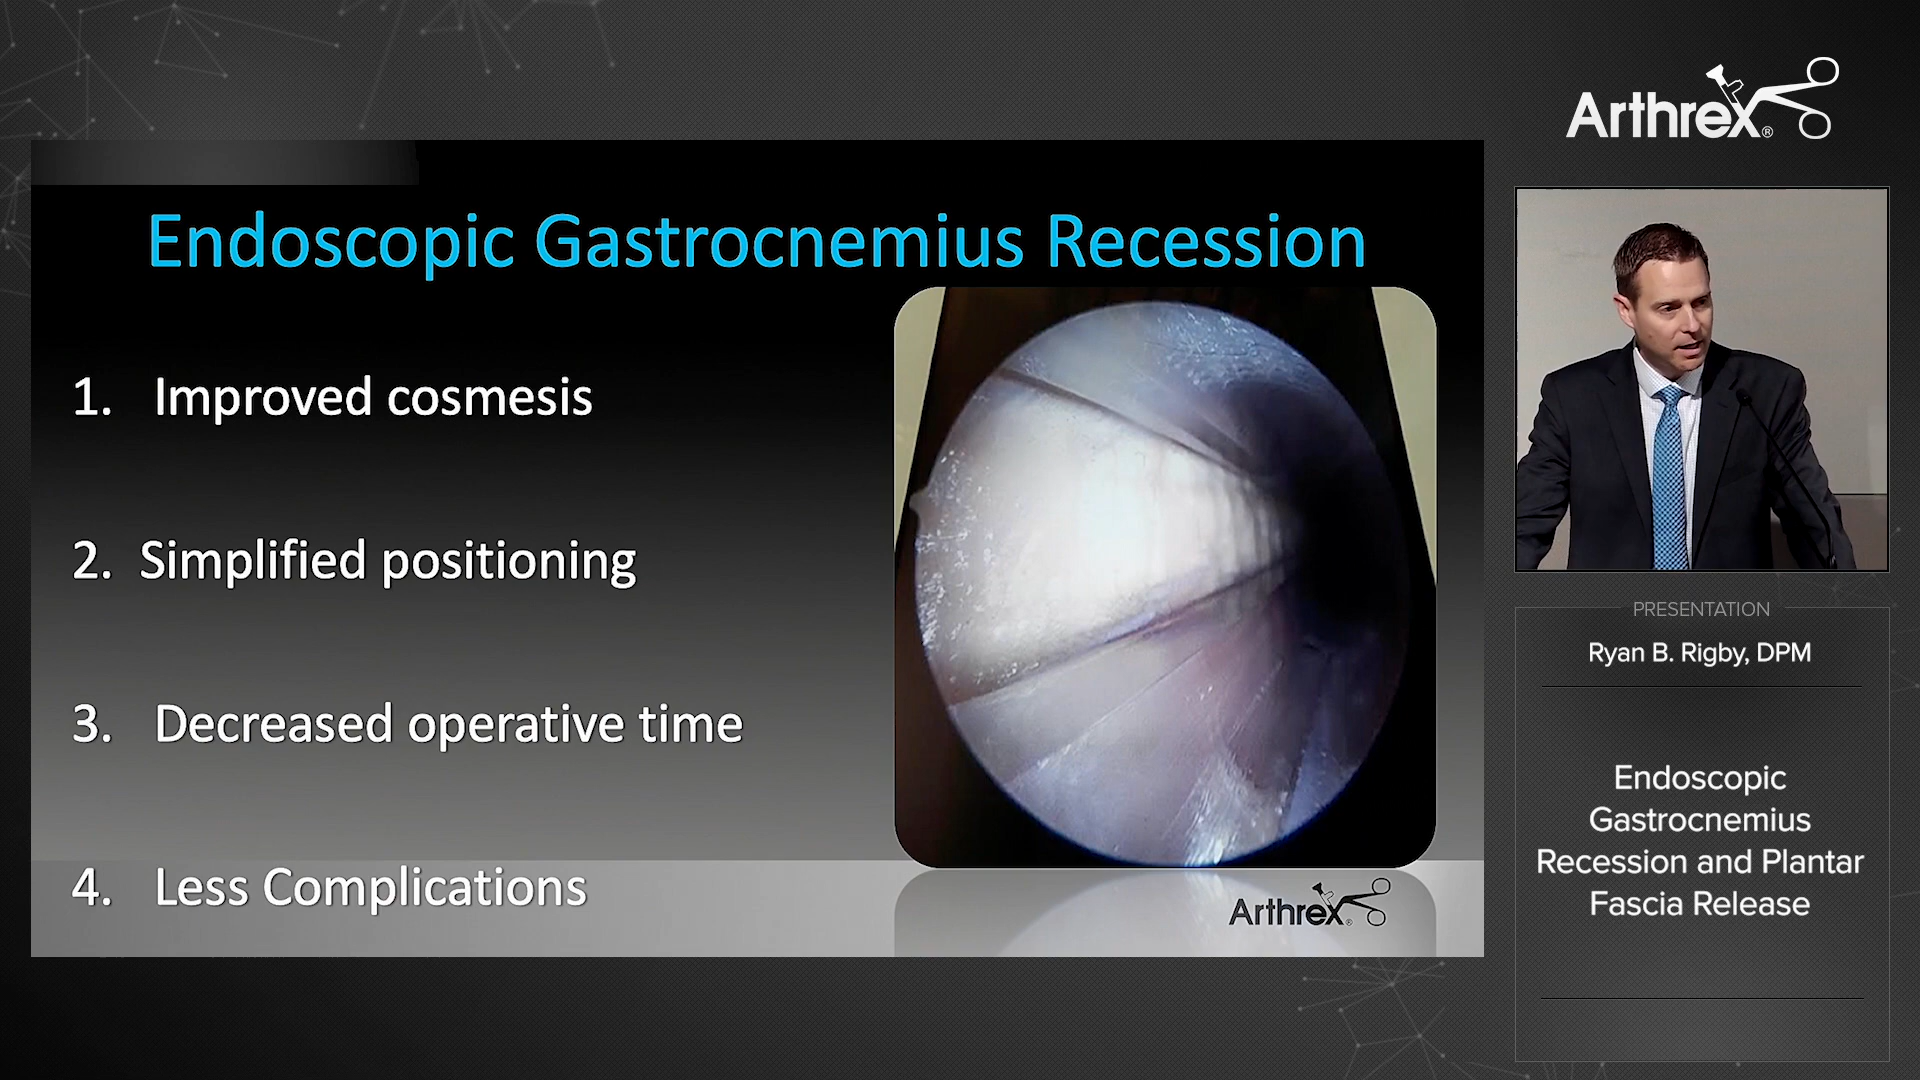 Arthrex®
Endoscopic Gastrocnemius Recession
1. Improved cosmesis
2. Simplified positioning
3. Decreased operative time
4. Less Complications
Arthrex®
PRESENTATION
Ryan B. Rigby, DPM
Endoscopic
Gastrocnemius
Recession and Plantar
Fascia Release